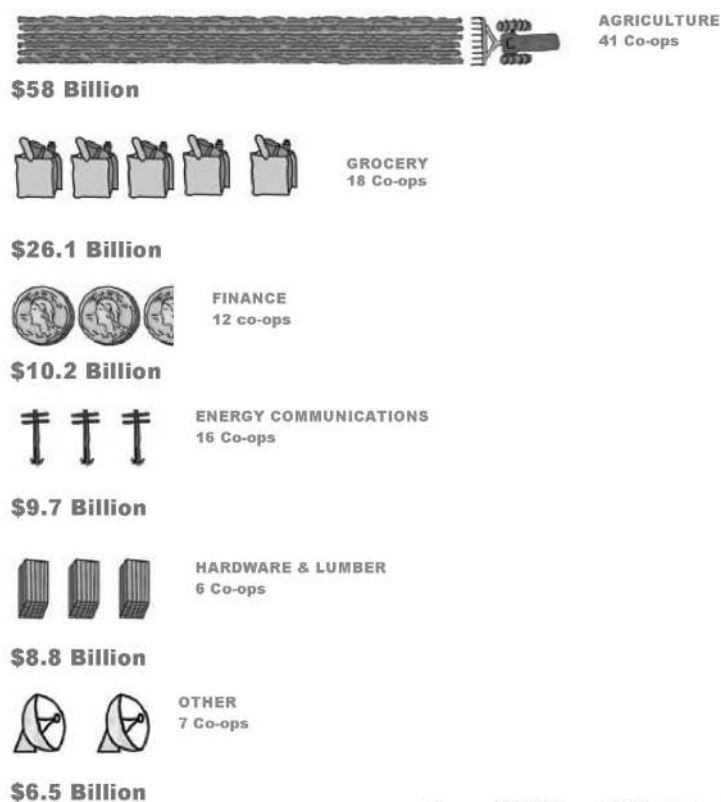 AGRICULTURE
41 Co-ops
$58 Billion
GROCERY
18 Co-ops
$26.1 Billion
FINANCE
12 co-ops
$10.2 Billion
ENERGY COMMUNICATIONS
16 Co-ops
$9.7 Billion
HARDWARE & LUMBER
6 Co-ops
$8.8 Billion
OTHER
7 Co-ops
$6.5 Billion